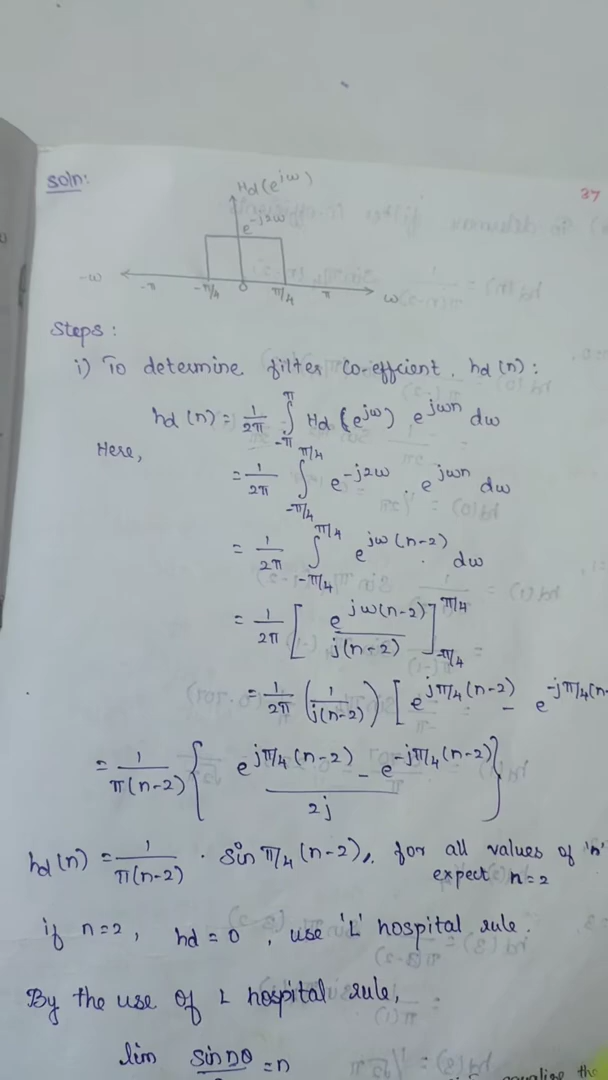 37
Soln:
Hd(e^jω)
e^-j2ω
-ω -π -π/4 0 π/4 π ω
Steps:
i) To determine filter co-effcient. hd(n):
hd(n) = 1/2π ∫_-π^π Hd(e^jω) . e^jωn dω
Here,
= 1/2π ∫_-π/4^π/4 e^-j2ω . e^jωn dω
= 1/2π ∫_-π/4^π/4 e^jω(n-2) . dω
= 1/2π [ e^jω(n-2) / j(n-2) ]_-π/4^π/4
= 1/2π (1/j(n-2)) [ e^jπ/4(n-2) - e^-jπ/4(n-
= 1/π(n-2) { e^jπ/4(n-2) - e^-jπ/4(n-2) / 2j }
hd(n) = 1/π(n-2) . Sin π/4 (n-2), for all values of 'n'
expect n=2
if n=2, hd=0, use 'L' hospital rule.
By the use of L hospital rule,
lim sin nθ = n
the